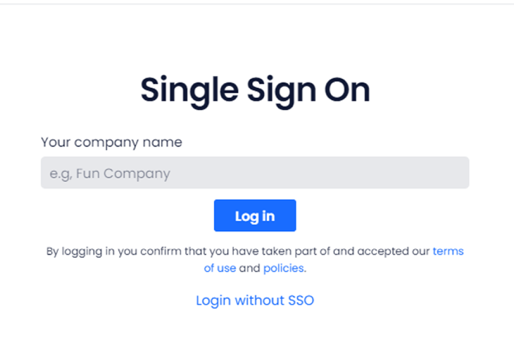 Single Sign On
Your company name
e.g, Fun Company
Log in
By logging in you confirm that you have taken part of and accepted our terms
of use and policies.
Login without SSO